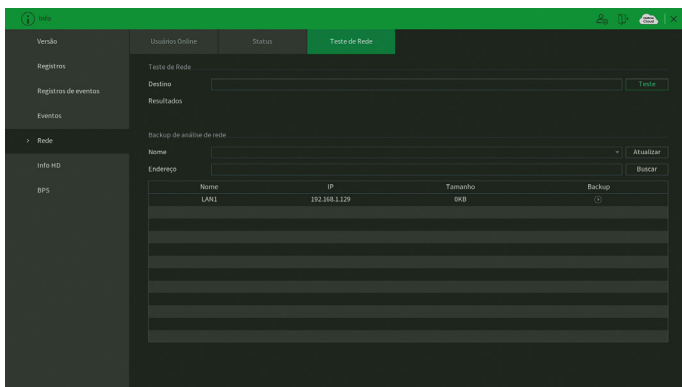 Info
Versão
Usuários Online Status Teste de Rede
Registros
Teste de Rede
Registros de eventos
Destino Teste
Resultados
Eventos
Rede
Backup de análise de rede
Nome Atualizar
Info HD
Endereço Buscar
BPS
Nome IP Tamanho Backup
LAN1 192.168.1.129 0KB